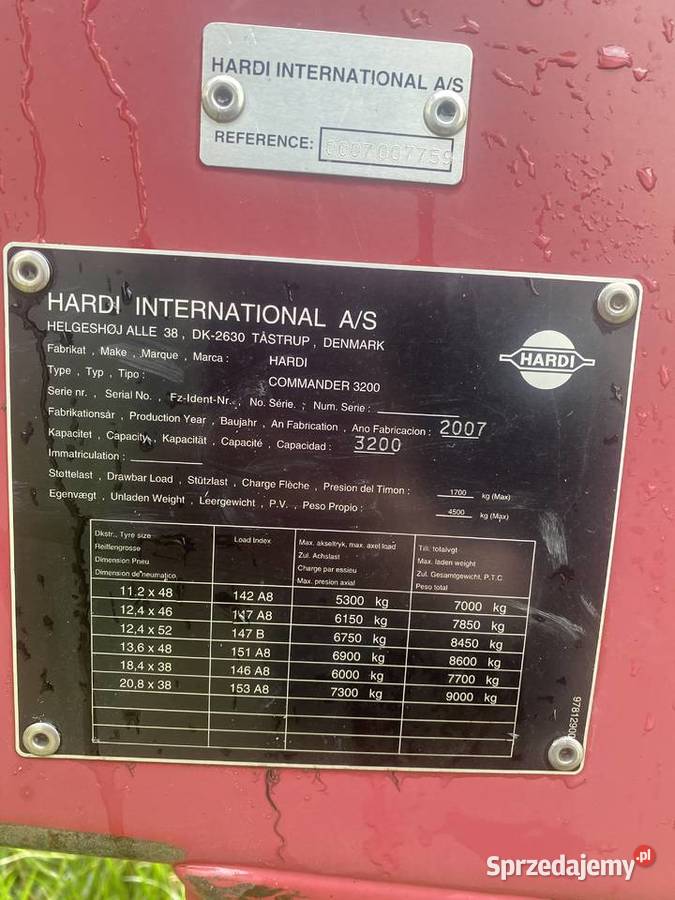 HARDI INTERNATIONAL A/S
REFERENCE: 0007007759
HARDI INTERNATIONAL A/S
HELGESHØJ ALLE 38 , DK-2630 TÅSTRUP , DENMARK
HARDI
Fabrikat , Make , Marque , Marca : HARDI
Type , Typ , Tipo : COMMANDER 3200
Serie nr. , Serial No. , Fz-Ident-Nr. , No. Série. , Num. Serie :
Fabrikationsår , Production Year , Baujahr , An Fabrication , Ano Fabricacion : 2007
Kapacitet , Capacity , Kapacität , Capacité , Capacidad : 3200
Immatriculation :
Støttelast , Drawbar Load , Stützlast , Charge Flèche , Presion del Timon : 1700 kg (Max)
Egenvægt , Unladen Weight , Leergewicht , P.V. , Peso Propio : 4500 kg (Max)
Dkstr., Tyre size
Reiffengrosse
Dimension Pneu
Dimension de neumatico
Load Index
Max. akseltryk, max. axel load
Zul. Achslast
Charge par essieu
Max. presion axial
Till. totalvgt
Max. laden weight
Zul. Gesamtgewicht, P.T.C
Peso total
11,2 x 48 142 A8 5300 kg 7000 kg
12,4 x 46 147 A8 6150 kg 7850 kg
12,4 x 52 147 B 6750 kg 8450 kg
13,6 x 48 151 A8 6900 kg 8600 kg
18,4 x 38 146 A8 6000 kg 7700 kg
20,8 x 38 153 A8 7300 kg 9000 kg
Sprzedajemy.pl